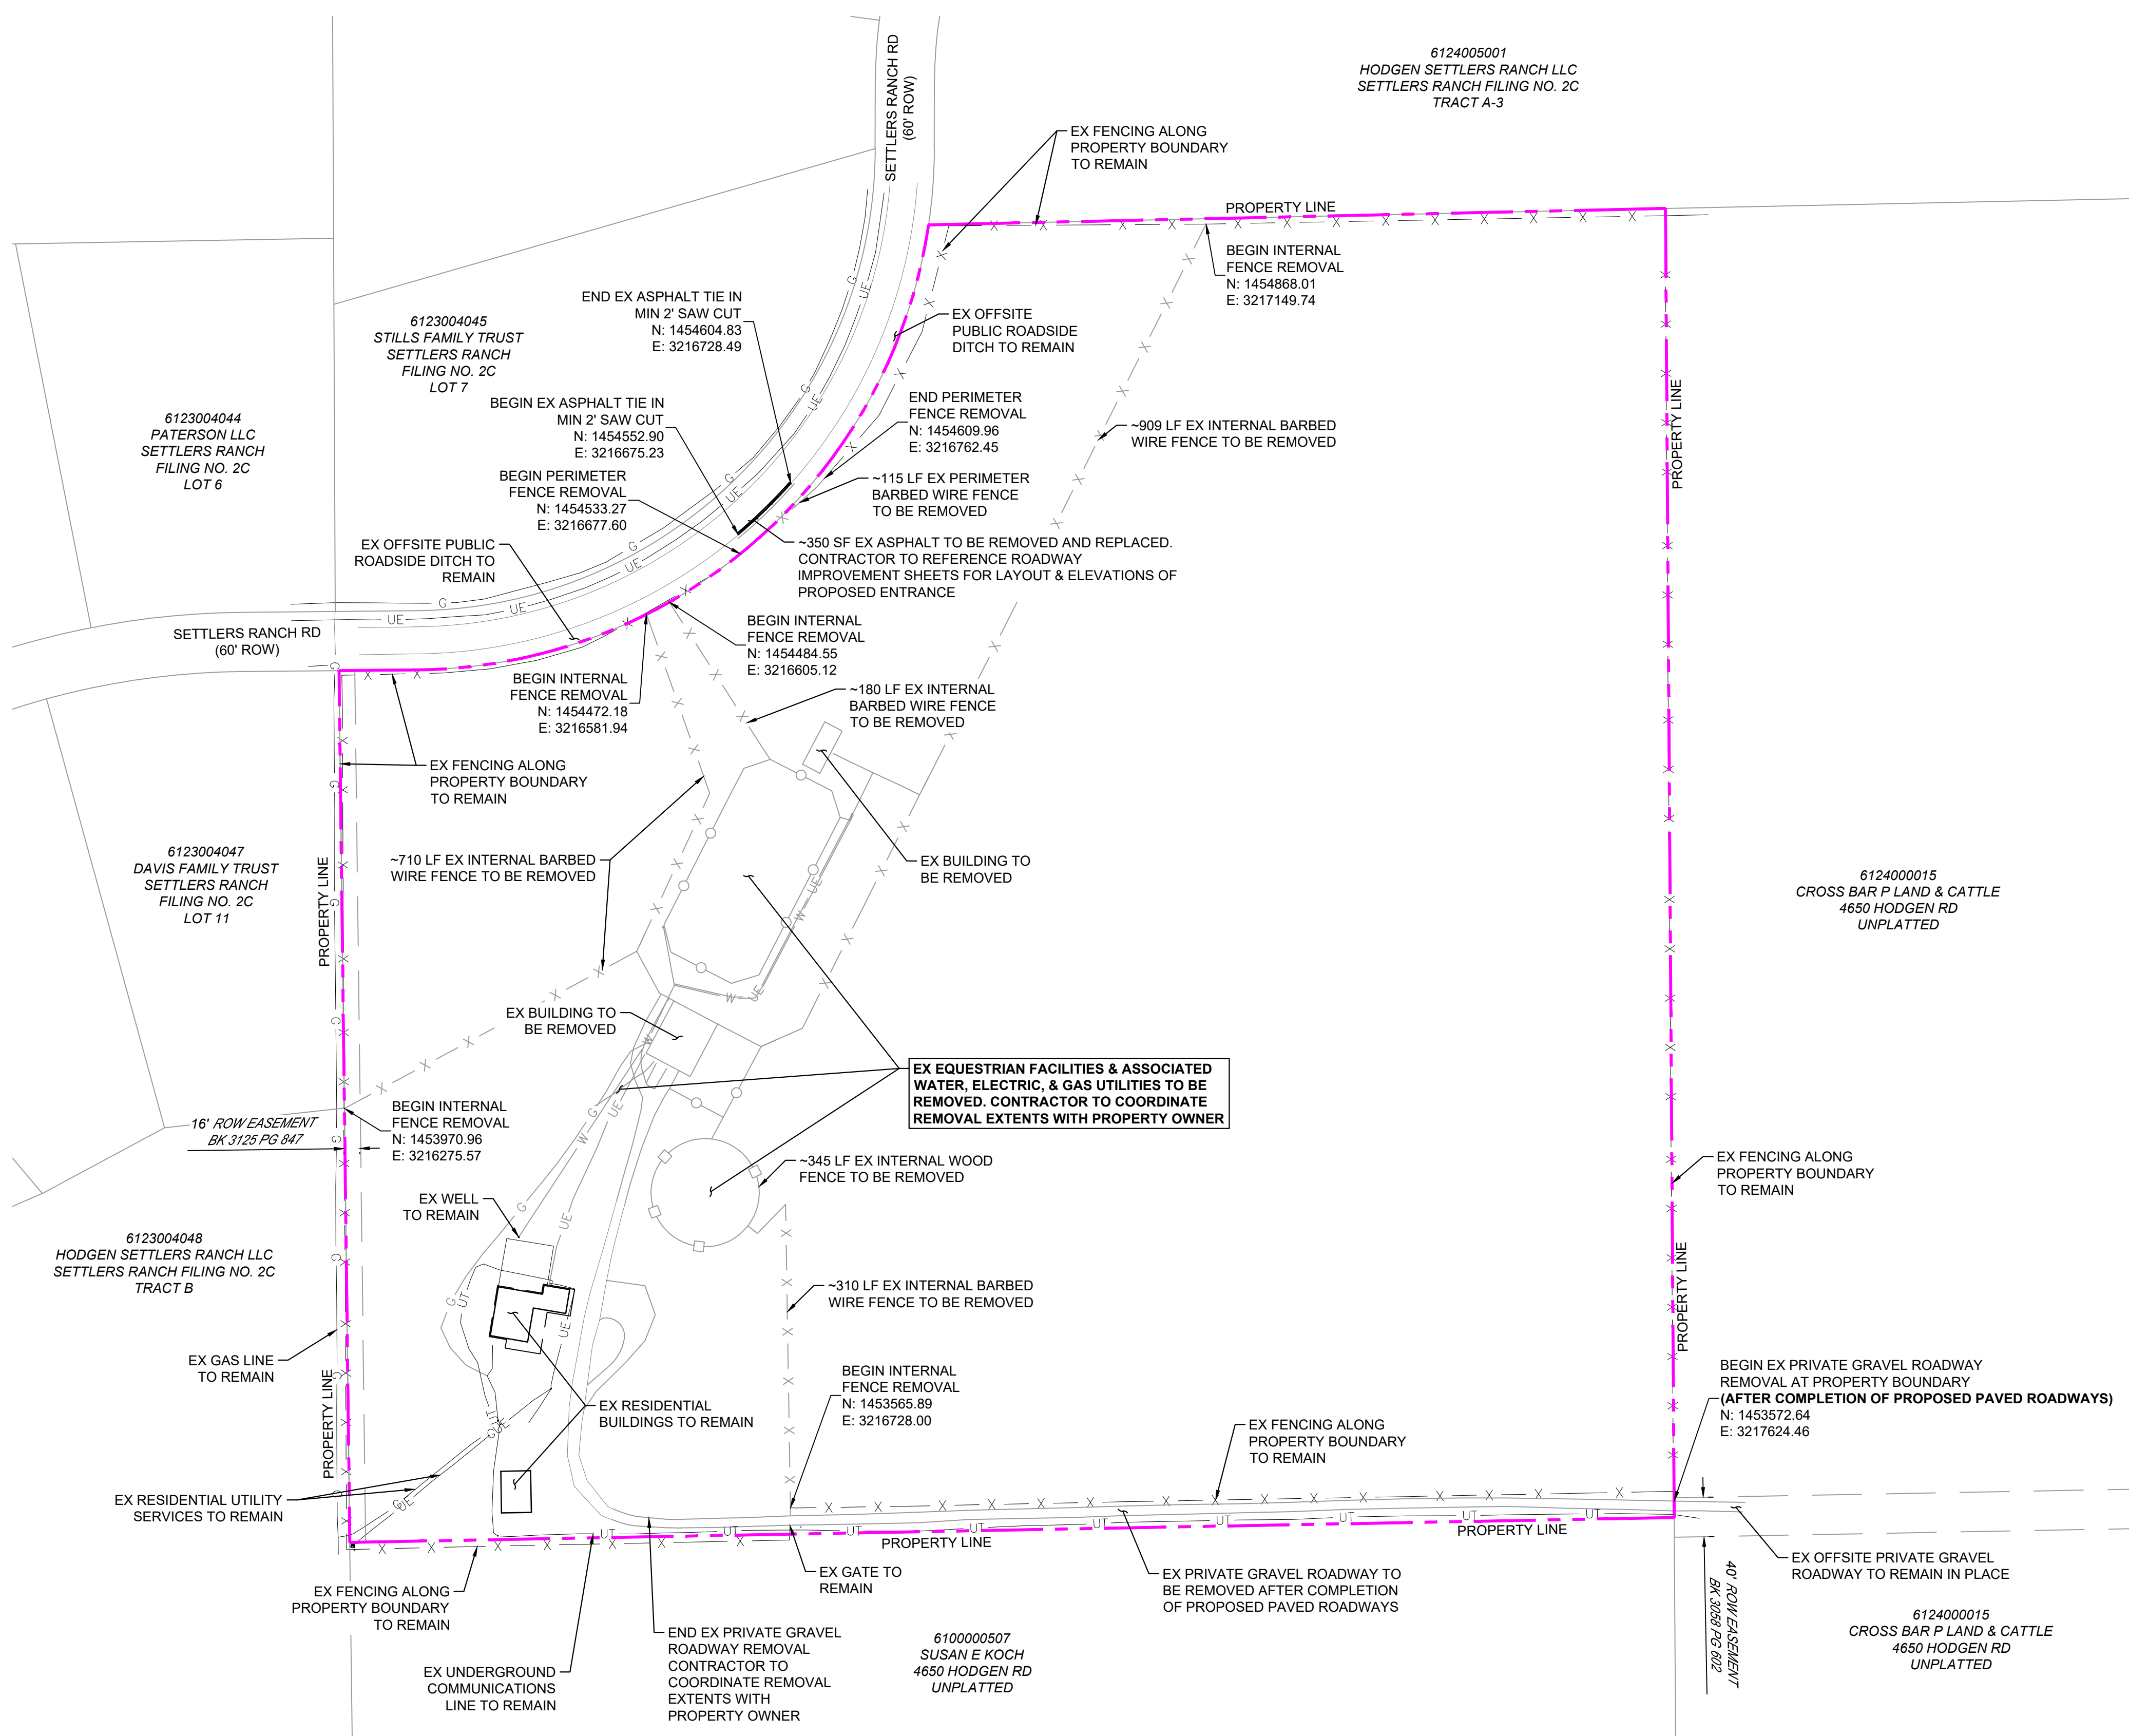 6124005001
HODGEN SETTLERS RANCH LLC
SETTLERS RANCH FILING NO. 2C
TRACT A-3
SETTLERS RANCH RD
(60' ROW)
EX FENCING ALONG
PROPERTY BOUNDARY
TO REMAIN
PROPERTY LINE
BEGIN INTERNAL
FENCE REMOVAL
N: 1454868.01
E: 3217149.74
END EX ASPHALT TIE IN
MIN 2' SAW CUT
N: 1454604.83
E: 3216728.49
EX OFFSITE
PUBLIC ROADSIDE
DITCH TO REMAIN
6123004045
STILLS FAMILY TRUST
SETTLERS RANCH
FILING NO. 2C
LOT 7
BEGIN EX ASPHALT TIE IN
MIN 2' SAW CUT
N: 1454552.90
E: 3216675.23
END PERIMETER
FENCE REMOVAL
N: 1454609.96
E: 3216762.45
~909 LF EX INTERNAL BARBED
WIRE FENCE TO BE REMOVED
PROPERTY LINE
6123004044
PATERSON LLC
SETTLERS RANCH
FILING NO. 2C
LOT 6
BEGIN PERIMETER
FENCE REMOVAL
N: 1454533.27
E: 3216677.60
~115 LF EX PERIMETER
BARBED WIRE FENCE
TO BE REMOVED
EX OFFSITE PUBLIC
ROADSIDE DITCH TO
REMAIN
~350 SF EX ASPHALT TO BE REMOVED AND REPLACED.
CONTRACTOR TO REFERENCE ROADWAY
IMPROVEMENT SHEETS FOR LAYOUT & ELEVATIONS OF
PROPOSED ENTRANCE
SETTLERS RANCH RD
(60' ROW)
BEGIN INTERNAL
FENCE REMOVAL
N: 1454484.55
E: 3216605.12
BEGIN INTERNAL
FENCE REMOVAL
N: 1454472.18
E: 3216581.94
~180 LF EX INTERNAL
BARBED WIRE FENCE
TO BE REMOVED
EX FENCING ALONG
PROPERTY BOUNDARY
TO REMAIN
6123004047
DAVIS FAMILY TRUST
SETTLERS RANCH
FILING NO. 2C
LOT 11
PROPERTY LINE
~710 LF EX INTERNAL BARBED
WIRE FENCE TO BE REMOVED
EX BUILDING TO
BE REMOVED
6124000015
CROSS BAR P LAND & CATTLE
4650 HODGEN RD
UNPLATTED
EX BUILDING TO
BE REMOVED
EX EQUESTRIAN FACILITIES & ASSOCIATED
WATER, ELECTRIC, & GAS UTILITIES TO BE
REMOVED. CONTRACTOR TO COORDINATE
REMOVAL EXTENTS WITH PROPERTY OWNER
16' ROW EASEMENT
BK 3125 PG 847
BEGIN INTERNAL
FENCE REMOVAL
N: 1453970.96
E: 3216275.57
~345 LF EX INTERNAL WOOD
FENCE TO BE REMOVED
EX FENCING ALONG
PROPERTY BOUNDARY
TO REMAIN
EX WELL
TO REMAIN
6123004048
HODGEN SETTLERS RANCH LLC
SETTLERS RANCH FILING NO. 2C
TRACT B
~310 LF EX INTERNAL BARBED
WIRE FENCE TO BE REMOVED
PROPERTY LINE
EX GAS LINE
TO REMAIN
PROPERTY LINE
BEGIN INTERNAL
FENCE REMOVAL
N: 1453565.89
E: 3216728.00
BEGIN EX PRIVATE GRAVEL ROADWAY
REMOVAL AT PROPERTY BOUNDARY
(AFTER COMPLETION OF PROPOSED PAVED ROADWAYS)
N: 1453572.64
E: 3217624.46
EX RESIDENTIAL
BUILDINGS TO REMAIN
EX FENCING ALONG
PROPERTY BOUNDARY
TO REMAIN
EX RESIDENTIAL UTILITY
SERVICES TO REMAIN
PROPERTY LINE
PROPERTY LINE
EX GATE TO
REMAIN
EX PRIVATE GRAVEL ROADWAY TO
BE REMOVED AFTER COMPLETION
OF PROPOSED PAVED ROADWAYS
EX OFFSITE PRIVATE GRAVEL
ROADWAY TO REMAIN IN PLACE
40' ROW EASEMENT
BK 3058 PG 602
EX FENCING ALONG
PROPERTY BOUNDARY
TO REMAIN
6124000015
CROSS BAR P LAND & CATTLE
4650 HODGEN RD
UNPLATTED
END EX PRIVATE GRAVEL
ROADWAY REMOVAL
CONTRACTOR TO
COORDINATE REMOVAL
EXTENTS WITH
PROPERTY OWNER
6100000507
SUSAN E KOCH
4650 HODGEN RD
UNPLATTED
EX UNDERGROUND
COMMUNICATIONS
LINE TO REMAIN